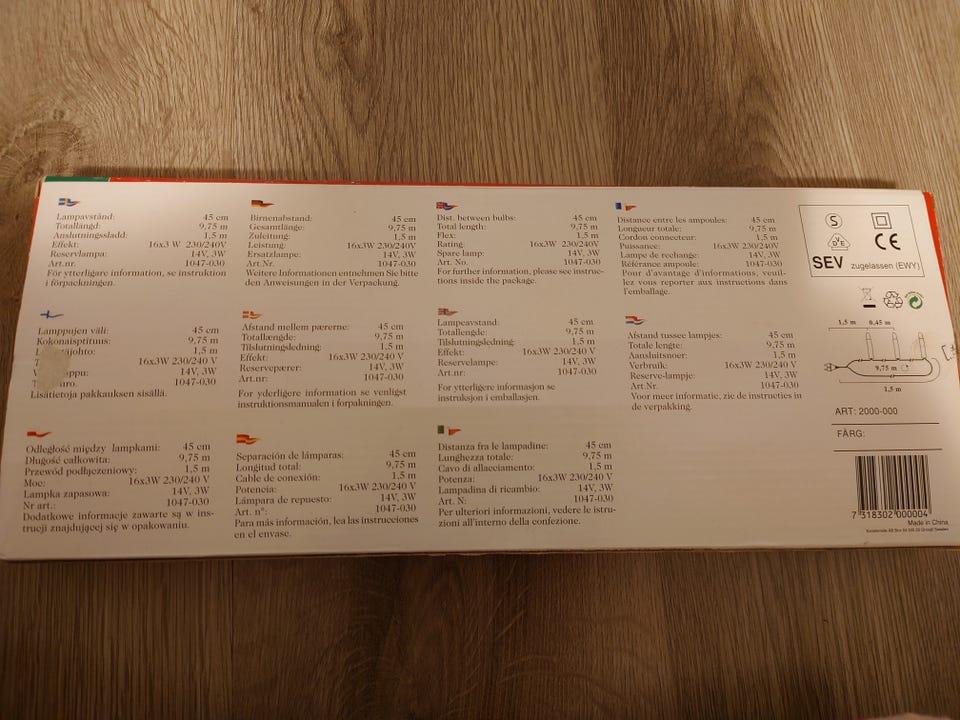 Lampavstånd: 45 cm
Totallängd: 9,75 m
Anslutningssladd: 1,5 m
Effekt: 16x3 W 230/240V
Reservlampa: 14V, 3W
Art.nr. 1047-030
För ytterligare information, se instruktion
i förpackningen.
Birnenabstand: 45 cm
Gesamtlänge: 9,75 m
Zuleitung: 1,5 m
Leistung: 16x3W 230/240V
Ersatzlampe: 14V, 3W
Art.Nr. 1047-030
Weitere Informationen entnehmen Sie bitte
den Anweisungen in der Verpackung.
Dist. between bulbs: 45 cm
Total length: 9,75 m
Flex: 1,5 m
Rating: 16x3W 230/240V
Spare lamp: 14V, 3W
Art. No. 1047-030
For further information, please see instruc-
tions inside the package.
Distance entre les ampoules: 45 cm
Longueur totale: 9,75 m
Cordon connecteur: 1,5 m
Puissance: 16x3W 230/240V
Lampe de rechange: 14V, 3W
Référance ampoule: 1047-030
Pour d'avantage d'informations, veuil-
lez vous reporter aux instructions dans
l'emballage.
S
CE
SEV zugelassen (EWY)
Lamppujen väli: 45 cm
Kokonaispituus: 9,75 m
1,5 m
16x3W 230/240 V
14V, 3W
1047-030
Lisätietoja pakkauksen sisällä.
Afstand mellem pærerne: 45 cm
Totallængde: 9,75 m
Tilslutningsledning: 1,5 m
Effekt: 16x3W 230/240 V
Reservepærer: 14V, 3W
Art.nr: 1047-030
For yderligere information se venligst
instruktionsmanualen i forpakningen.
Lampeavstand: 45 cm
Totallengde: 9,75 m
Tilslutningsledning: 1,5 m
Effekt: 16x3W 230/240 V
Reservelampe: 14V, 3W
Art.nr: 1047-030
For ytterligere informasjon se
instruksjon i emballasjen.
Afstand tussee lampjes: 45 cm
Totale lengte: 9,75 m
Aansluitsnoer: 1,5 m
Verbruik: 16x3W 230/240 V
Reserve-lampje: 14V, 3W
Art.Nr. 1047-030
Voor meer informatie, zie de instructies in
de verpakking.
1,5 m 0,45 m
9,75 m
1,5 m
ART: 2000-000
FÄRG:
Odległość między lampkami: 45 cm
Długość całkowita: 9,75 m
Przewód podłączeniowy: 1,5 m
Moc: 16x3W 230/240 V
Lampka zapasowa: 14V, 3W
Nr art.: 1047-030
Dodatkowe informacje zawarte są w ins-
trucji znajdującej się w opakowaniu.
Separación de lámparas: 45 cm
Longitud total: 9,75 m
Cable de conexión: 1,5 m
Potencia: 16x3W 230/240 V
Lámpara de repuesto: 14V, 3W
Art. n°: 1047-030
Para más información, lea las instrucciones
en el envase.
Distanza fra le lampadine: 45 cm
Lunghezza totale: 9,75 m
Cavo di allacciamento: 1,5 m
Potenza: 16x3W 230/240 V
Lampadina di ricambio: 14V, 3W
Art. N: 1047-030
Per ulteriori informazioni, vedere le istru-
zioni all'interno della confezione.
7 318302 000004
Made in China